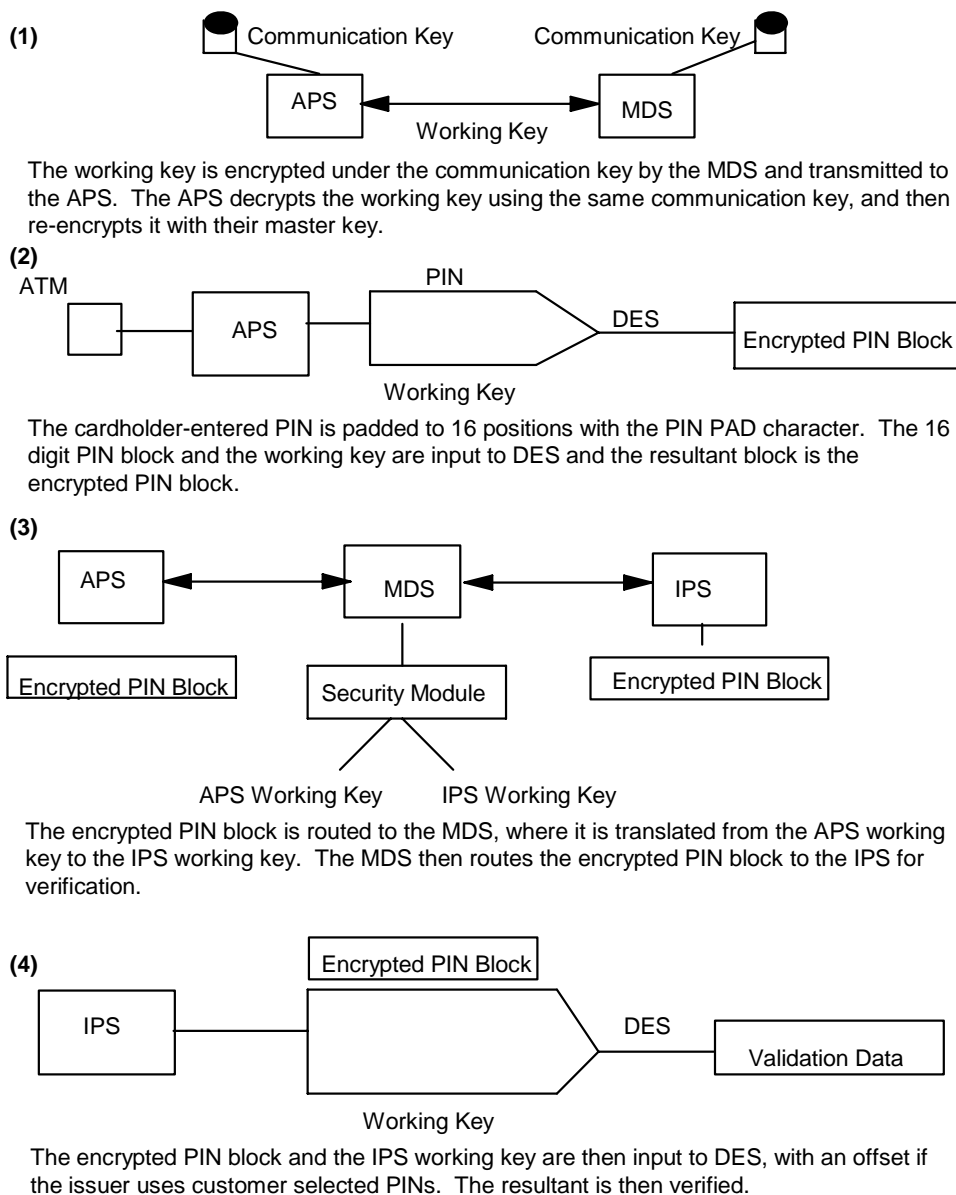 (1)
Communication Key
Communication Key
APS
MDS
Working Key
The working key is encrypted under the communication key by the MDS and transmitted to
the APS. The APS decrypts the working key using the same communication key, and then
re-encrypts it with their master key.
(2)
ATM
PIN
APS
DES
Encrypted PIN Block
Working Key
The cardholder-entered PIN is padded to 16 positions with the PIN PAD character. The 16
digit PIN block and the working key are input to DES and the resultant block is the
encrypted PIN block.
(3)
APS
MDS
IPS
Encrypted PIN Block
Security Module
Encrypted PIN Block
APS Working Key
IPS Working Key
The encrypted PIN block is routed to the MDS, where it is translated from the APS working
key to the IPS working key. The MDS then routes the encrypted PIN block to the IPS for
verification.
(4)
Encrypted PIN Block
IPS
DES
Validation Data
Working Key
The encrypted PIN block and the IPS working key are then input to DES, with an offset if
the issuer uses customer selected PINs. The resultant is then verified.